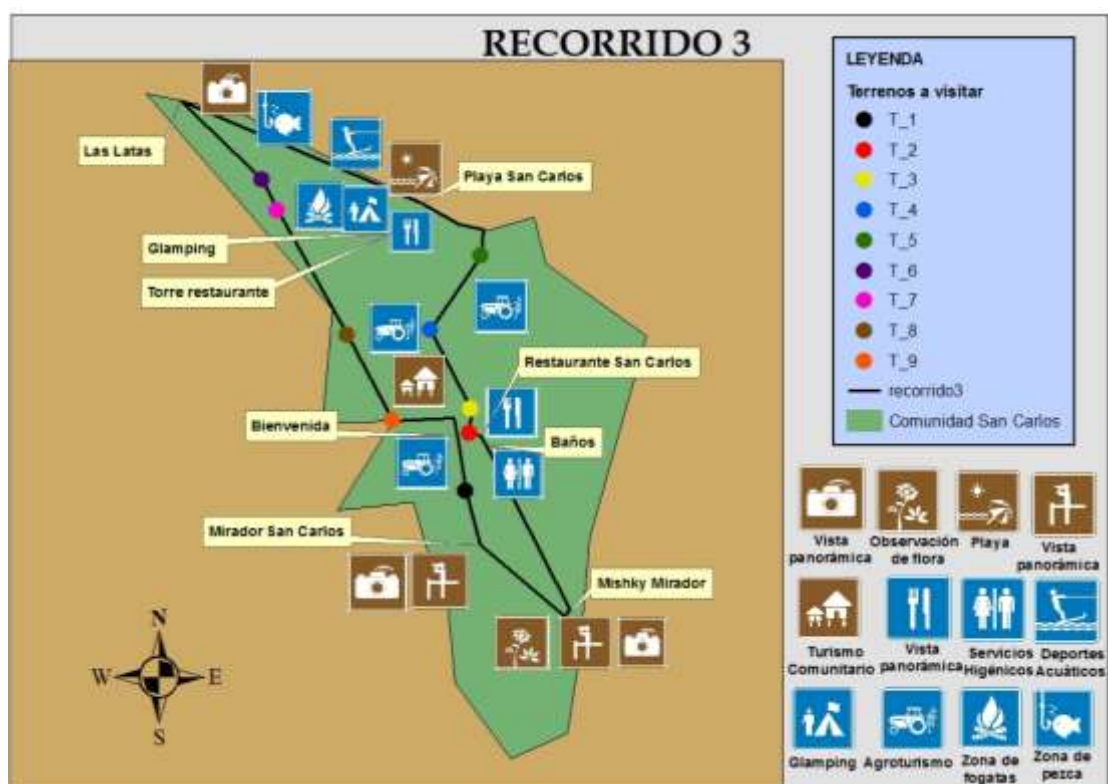 RECORRIDO 3
LEYENDA
Terrenos a visitar
T_1
T_2
T_3
T_4
T_5
T_6
T_7
T_8
T_9
recorrido3
Comunidad San Carlos
Las Latas
Playa San Carlos
Glamping
Torre restaurante
Restaurante San Carlos
Bienvenida
Baños
Mirador San Carlos
Mishky Mirador
N
W
E
S
Vista
panorámica
Observación
de flora
Playa
Vista
panorámica
Turismo
Comunitario
Vista
panorámica
Servicios
Higénicos
Deportes
Acuáticos
Glamping
Agroturismo
Zona de
fogatas
Zona de
pezca